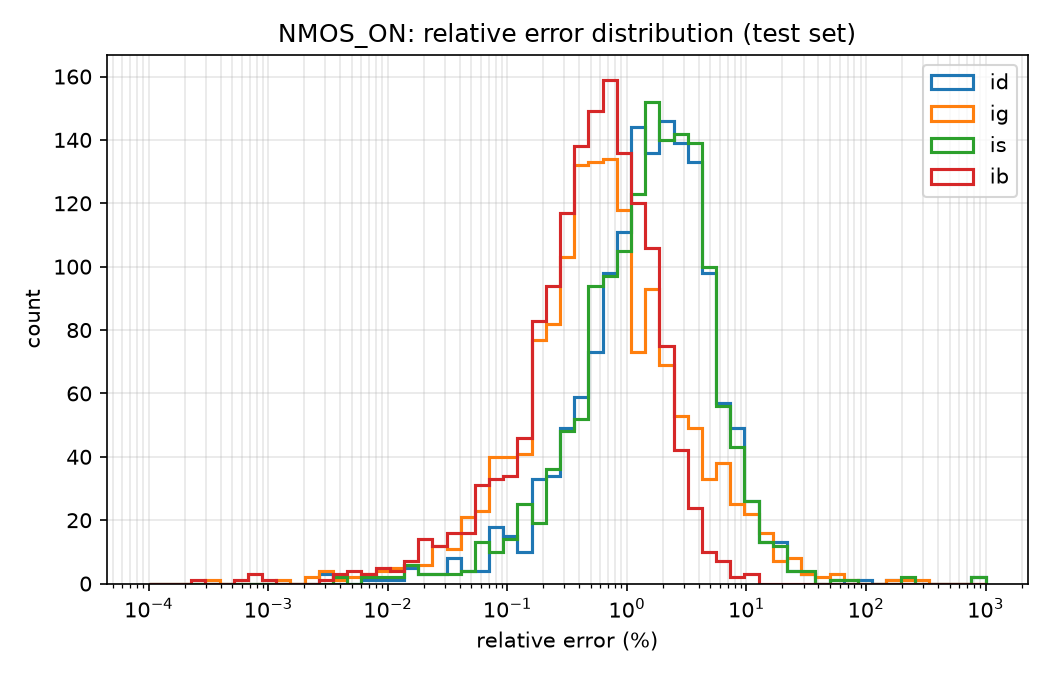 NMOS_ON: relative error distribution (test set)
id
ig
is
ib
160
140
120
100
80
60
40
20
0
count
10⁻⁴
10⁻³
10⁻²
10⁻¹
10⁰
10¹
10²
10³
relative error (%)